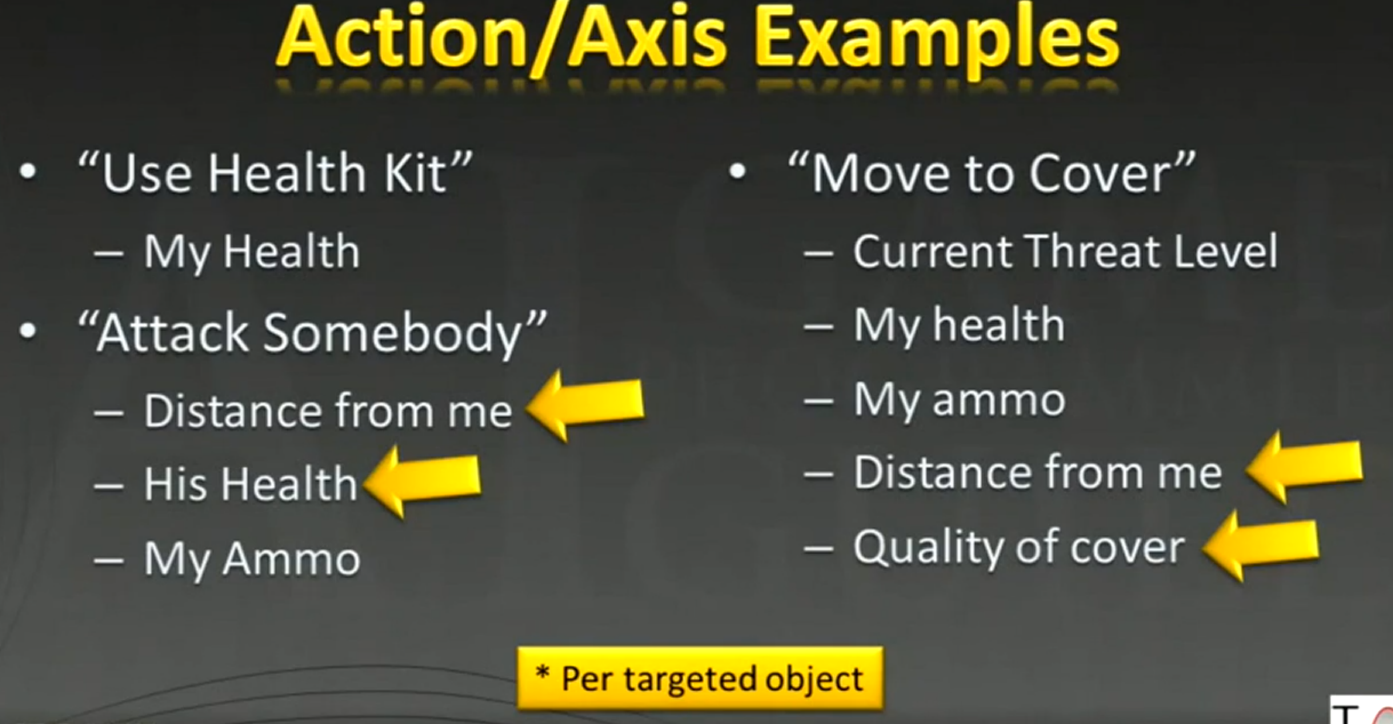 Action/Axis Examples
• “Use Health Kit”
– My Health
• “Attack Somebody”
– Distance from me
– His Health
– My Ammo
• “Move to Cover”
– Current Threat Level
– My health
– My ammo
– Distance from me
– Quality of cover
* Per targeted object